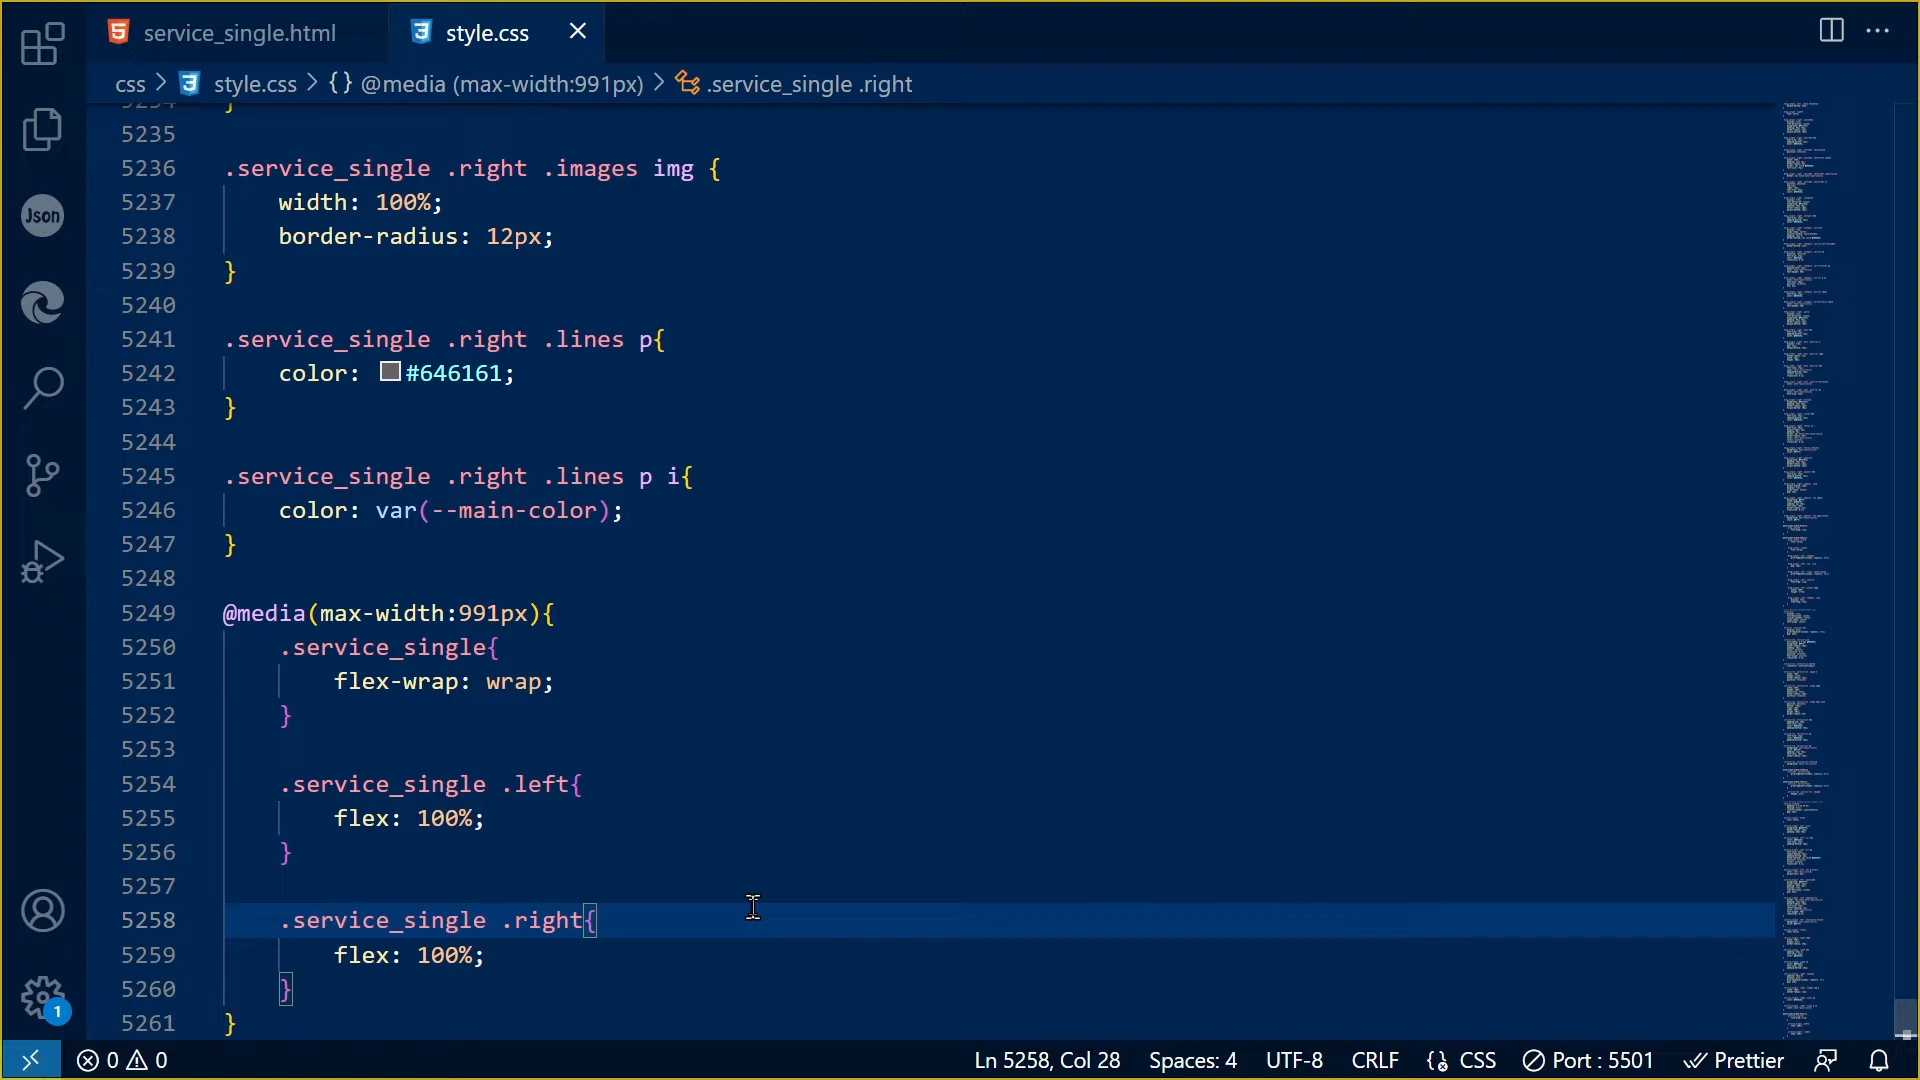 service_single.html
style.css
css
style.css
{} @media (max-width:991px)
.service_single .right
5234 }
5235
5236 .service_single .right .images img {
5237 width: 100%;
5238 border-radius: 12px;
5239 }
5240
5241 .service_single .right .lines p{
5242 color: #646161;
5243 }
5244
5245 .service_single .right .lines p i{
5246 color: var(--main-color);
5247 }
5248
5249 @media(max-width:991px){
5250 .service_single{
5251 flex-wrap: wrap;
5252 }
5253
5254 .service_single .left{
5255 flex: 100%;
5256 }
5257
5258 .service_single .right{
5259 flex: 100%;
5260 }
5261 }
Json
1
0 0
Ln 5258, Col 28
Spaces: 4
UTF-8
CRLF
CSS
Port : 5501
Prettier